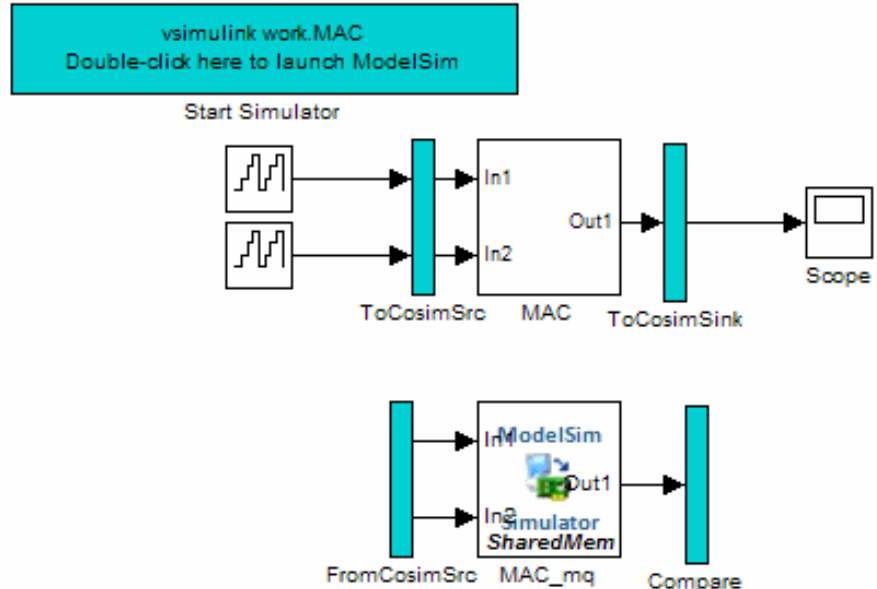 vsimulink work.MAC
Double-click here to launch ModelSim
Start Simulator
In1
Out1
In2
Scope
ToCosimSrc
MAC
ToCosimSink
In1
ModelSim
Out1
In2
Simulator
SharedMem
FromCosimSrc
MAC_mq
Compare